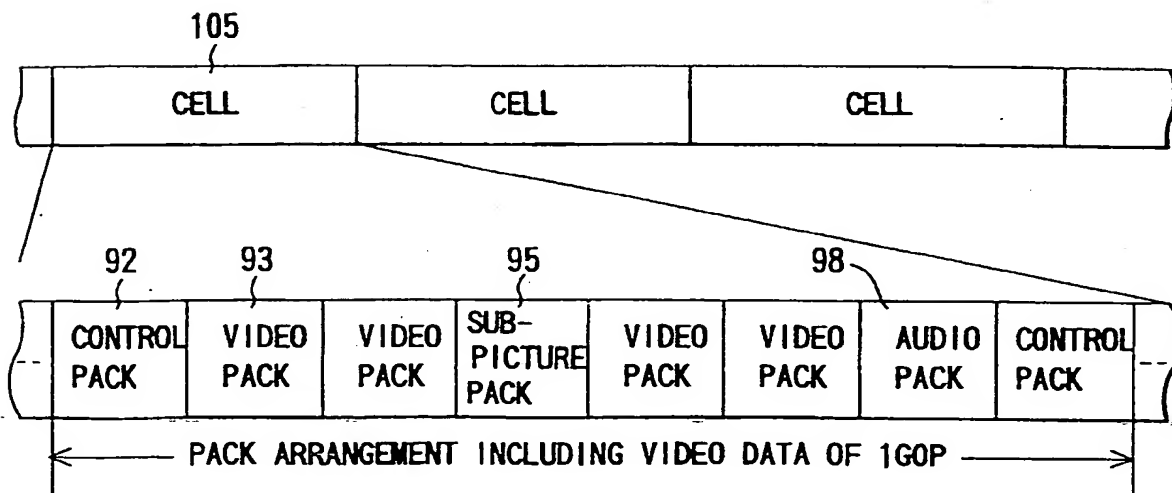 105
CELL CELL CELL
92 93 95 98
CONTROL PACK VIDEO PACK VIDEO PACK SUB-PICTURE PACK VIDEO PACK VIDEO PACK AUDIO PACK CONTROL PACK
PACK ARRANGEMENT INCLUDING VIDEO DATA OF 1GOP